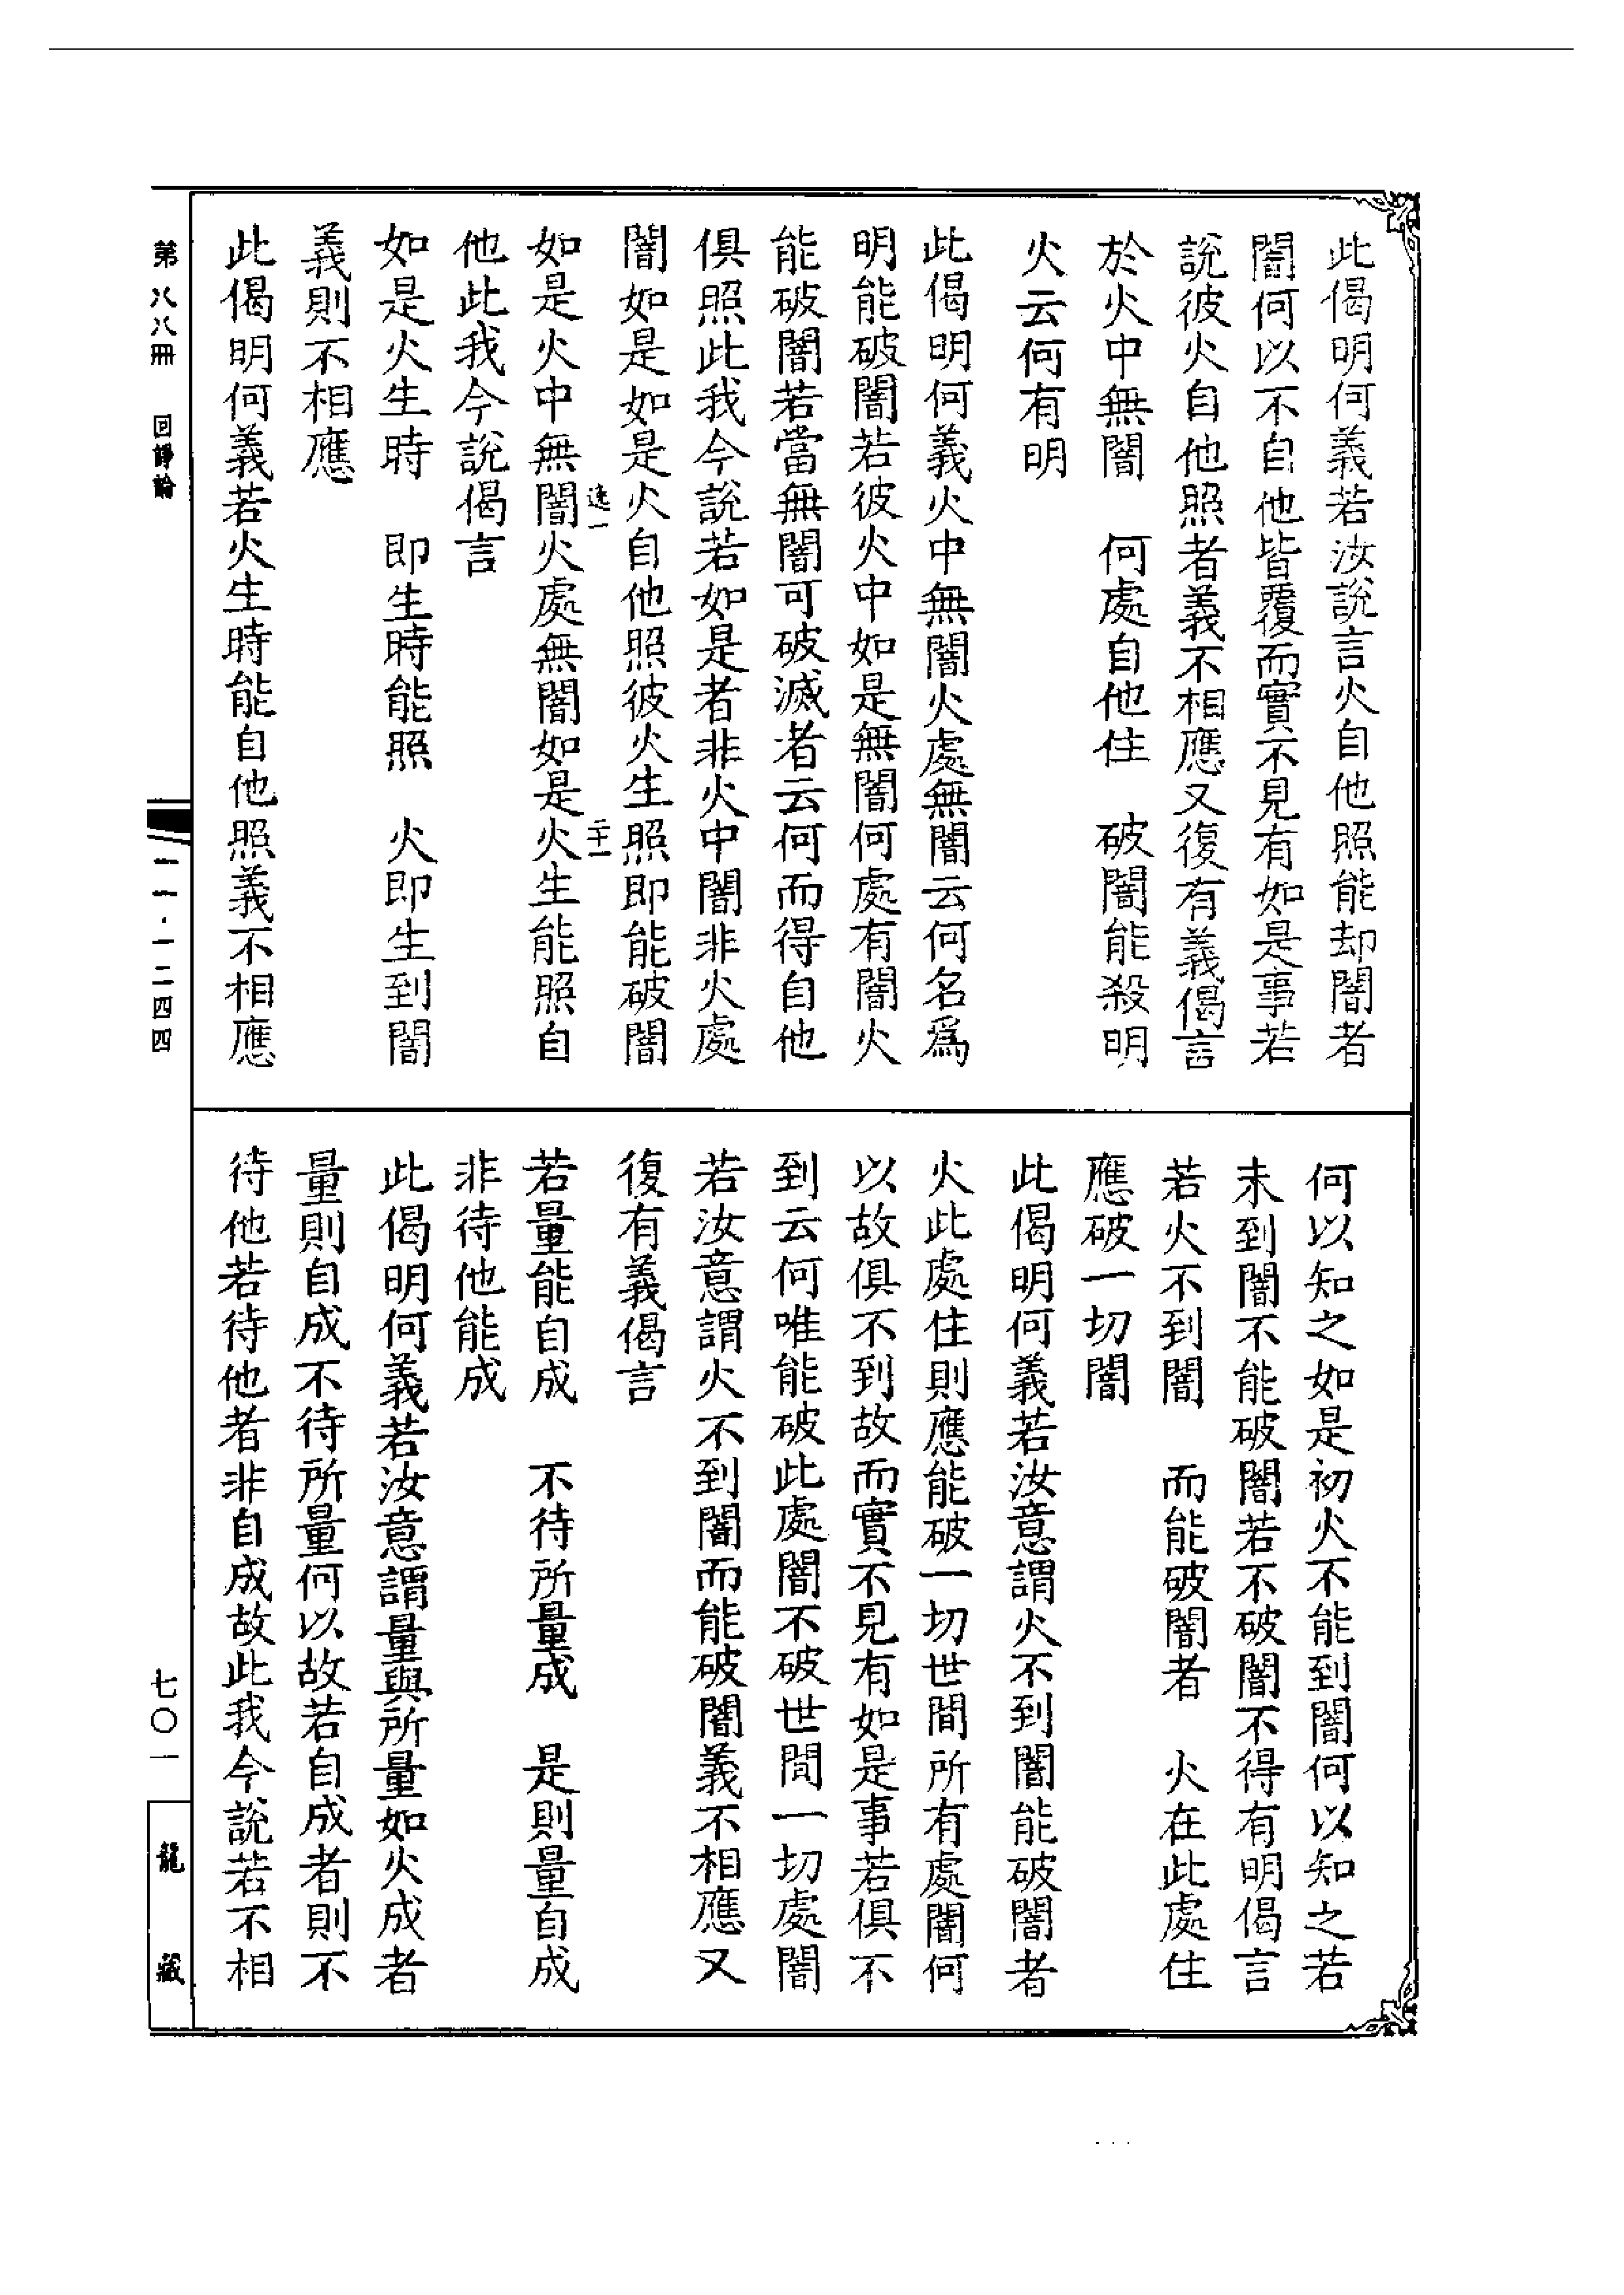 此偈明何義若汝說言火自他照能却闇者
闇何以不自他皆覆而實不見有如是事若
說彼火自他照者義不相應又復有義偈言
於火中無闇　何處自他住　破闇能殺明
火云何有明
此偈明何義火中無闇火處無闇云何名為
明能破闇若彼火中如是無闇何處有闇火
能破闇若當無闇可破滅者云何而得自他
俱照此我今說若如是者非火中闇非火處
闇如是如是火自他照彼火生照即能破闇
逸一　二十一
如是火中無闇火處無闇如是火生能照自
他此我今說偈言
如是火生時　即生時能照　火即生到闇
義則不相應
此偈明何義若火生時能自他照義不相應
何以知之如是初火不能到闇何以知之若
未到闇不能破闇若不破闇不得有明偈言
若火不到闇　而能破闇者　火在此處住
應破一切闇
此偈明何義若汝意謂火不到闇能破闇者
火此處住則應能破一切世間所有處闇何
以故俱不到故而實不見有如是事若俱不
到云何唯能破此處闇不破世間一切處闇
若汝意謂火不到闇而能破闇義不相應又
復有義偈言
若量能自成　不待所量成　是則量自成
非待他能成
此偈明何義若汝意謂量與所量如火成者
量則自成不待所量何以故若自成者則不
待他若待他者非自成故此我今說若不相
第八八冊　回諍論
一一·一二四四
七〇一
龍藏